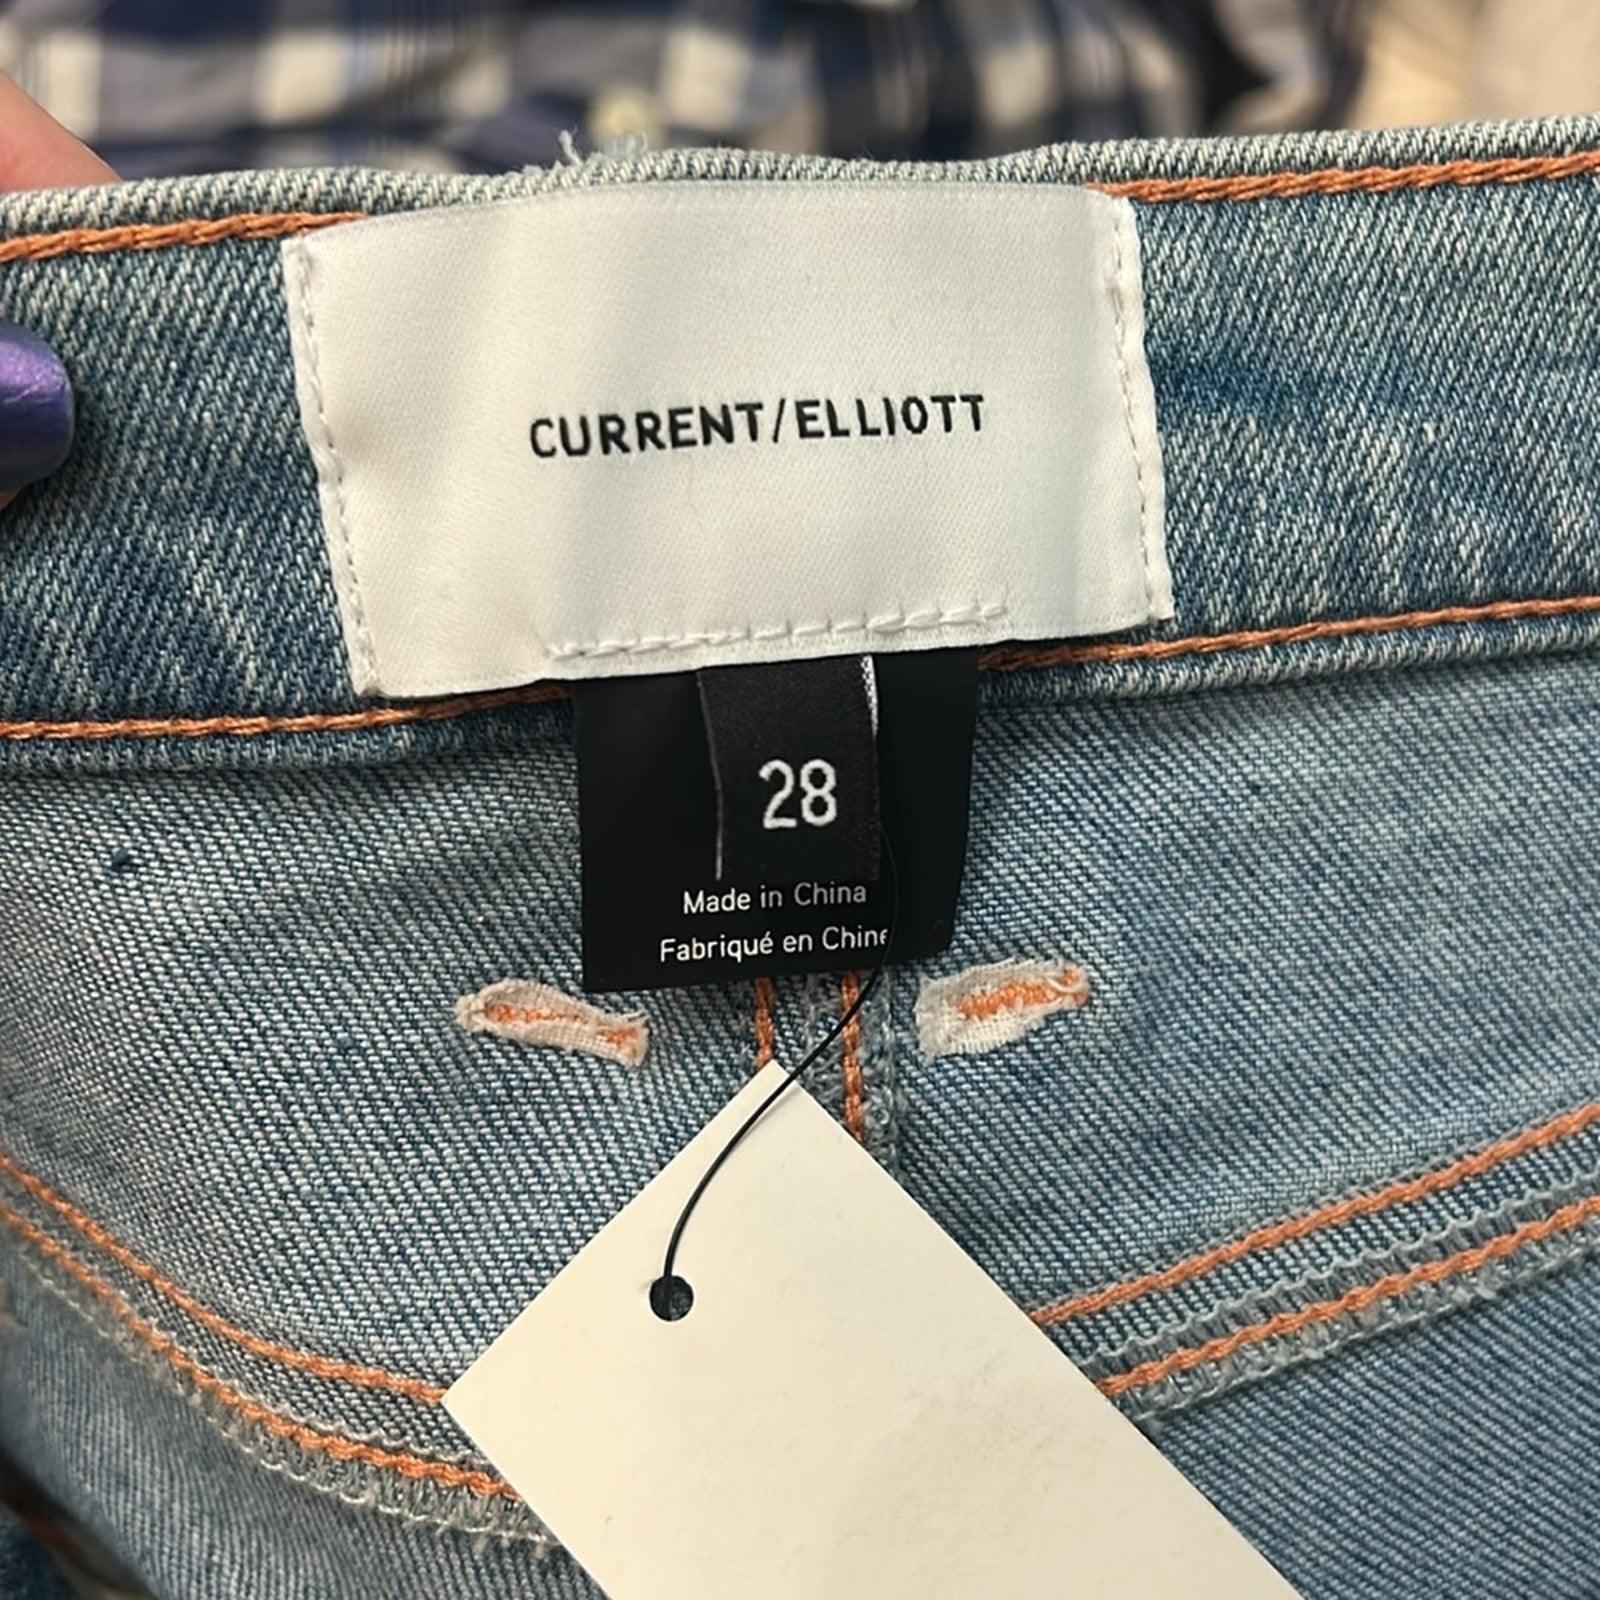 CURRENT/ELLIOTT
28
Made in China
Fabriqué en Chine